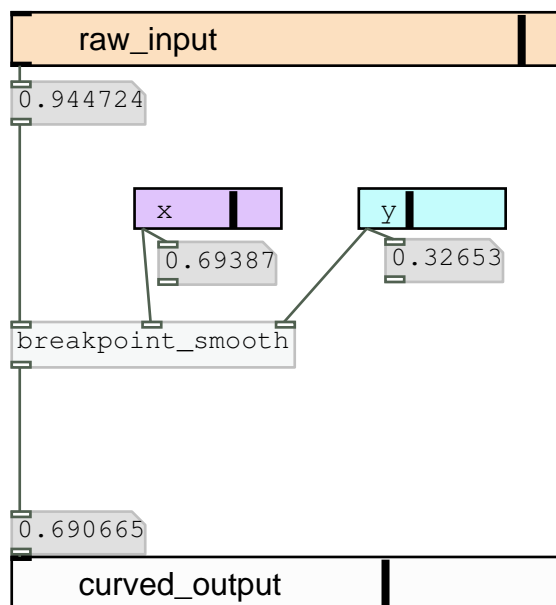 raw_input
0.944724
x
y
0.69387
0.32653
breakpoint_smooth
0.690665
curved_output